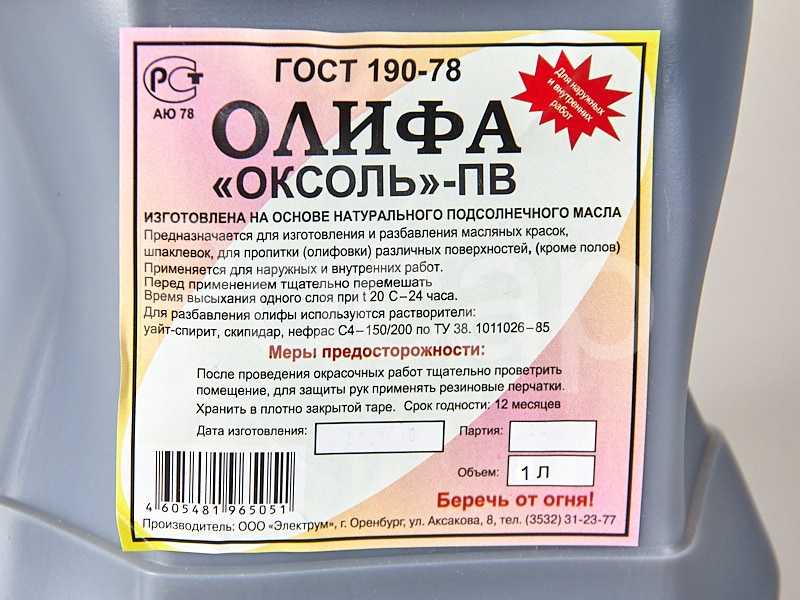 РСТ
АЮ 78
ГОСТ 190-78
Для наружных
и внутренних
работ
ОЛИФА
«ОКСОЛЬ»-ПВ
ИЗГОТОВЛЕНА НА ОСНОВЕ НАТУРАЛЬНОГО ПОДСОЛНЕЧНОГО МАСЛА
Предназначается для изготовления и разбавления масляных красок,
шпаклевок, для пропитки (олифовки) различных поверхностей, (кроме полов)
Применяется для наружных и внутренних работ.
Перед применением тщательно перемешать
Время высыхания одного слоя при t 20 С–24 часа.
Для разбавления олифы используются растворители:
уайт-спирит, скипидар, нефрас С4–150/200 по ТУ 38. 1011026–85
Меры предосторожности:
После проведения окрасочных работ тщательно проветрить
помещение, для защиты рук применять резиновые перчатки.
Хранить в плотно закрытой таре. Срок годности: 12 месяцев
Дата изготовления: Партия:
Объем: 1 Л
4 605481 965051
Беречь от огня!
Производитель: ООО «Электрум», г. Оренбург, ул. Аксакова, 8, тел. (3532) 31-23-77